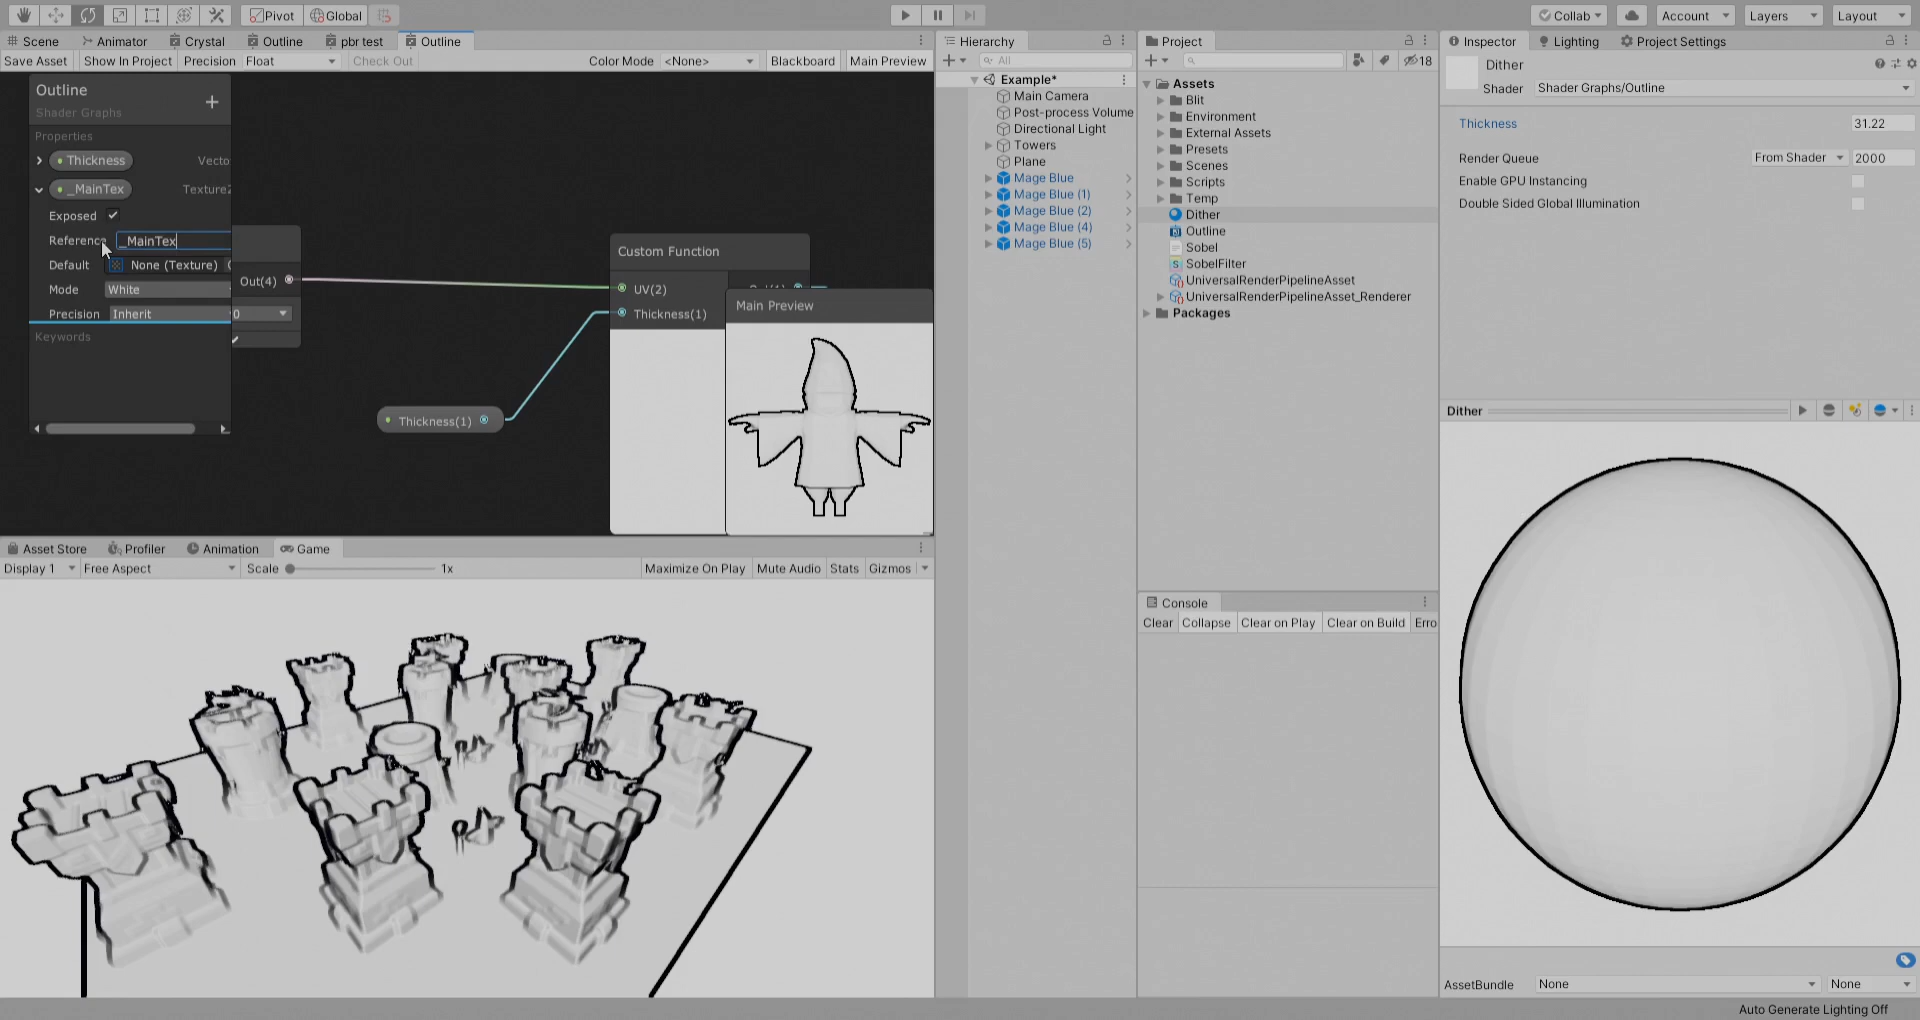 Pivot
Global
Collab
Account
Layers
Layout
Scene
Animator
Crystal
Outline
pbr test
Outline
Save Asset
Show In Project
Precision
Float
Check Out
Color Mode
<None>
Blackboard
Main Preview
Outline
Shader Graphs
Properties
Thickness
Vecto
_MainTex
Texture2
Exposed
Reference
_MainTex
Default
None (Texture)
Mode
White
Precision
Inherit
Keywords
Out(4)
0
Custom Function
UV(2)
Thickness(1)
Thickness(1)
Main Preview
Asset Store
Profiler
Animation
Game
Display 1
Free Aspect
Scale
1x
Maximize On Play
Mute Audio
Stats
Gizmos
Hierarchy
All
Example*
Main Camera
Post-process Volume
Directional Light
Towers
Plane
Mage Blue
Mage Blue (1)
Mage Blue (2)
Mage Blue (4)
Mage Blue (5)
Project
18
Assets
Blit
Environment
External Assets
Presets
Scenes
Scripts
Temp
Dither
Outline
Sobel
SobelFilter
UniversalRenderPipelineAsset
UniversalRenderPipelineAsset_Renderer
Packages
Console
Clear
Collapse
Clear on Play
Clear on Build
Erro
Inspector
Lighting
Project Settings
Dither
Shader
Shader Graphs/Outline
Thickness
31.22
Render Queue
From Shader
2000
Enable GPU Instancing
Double Sided Global Illumination
Dither
AssetBundle
None
None
Auto Generate Lighting Off